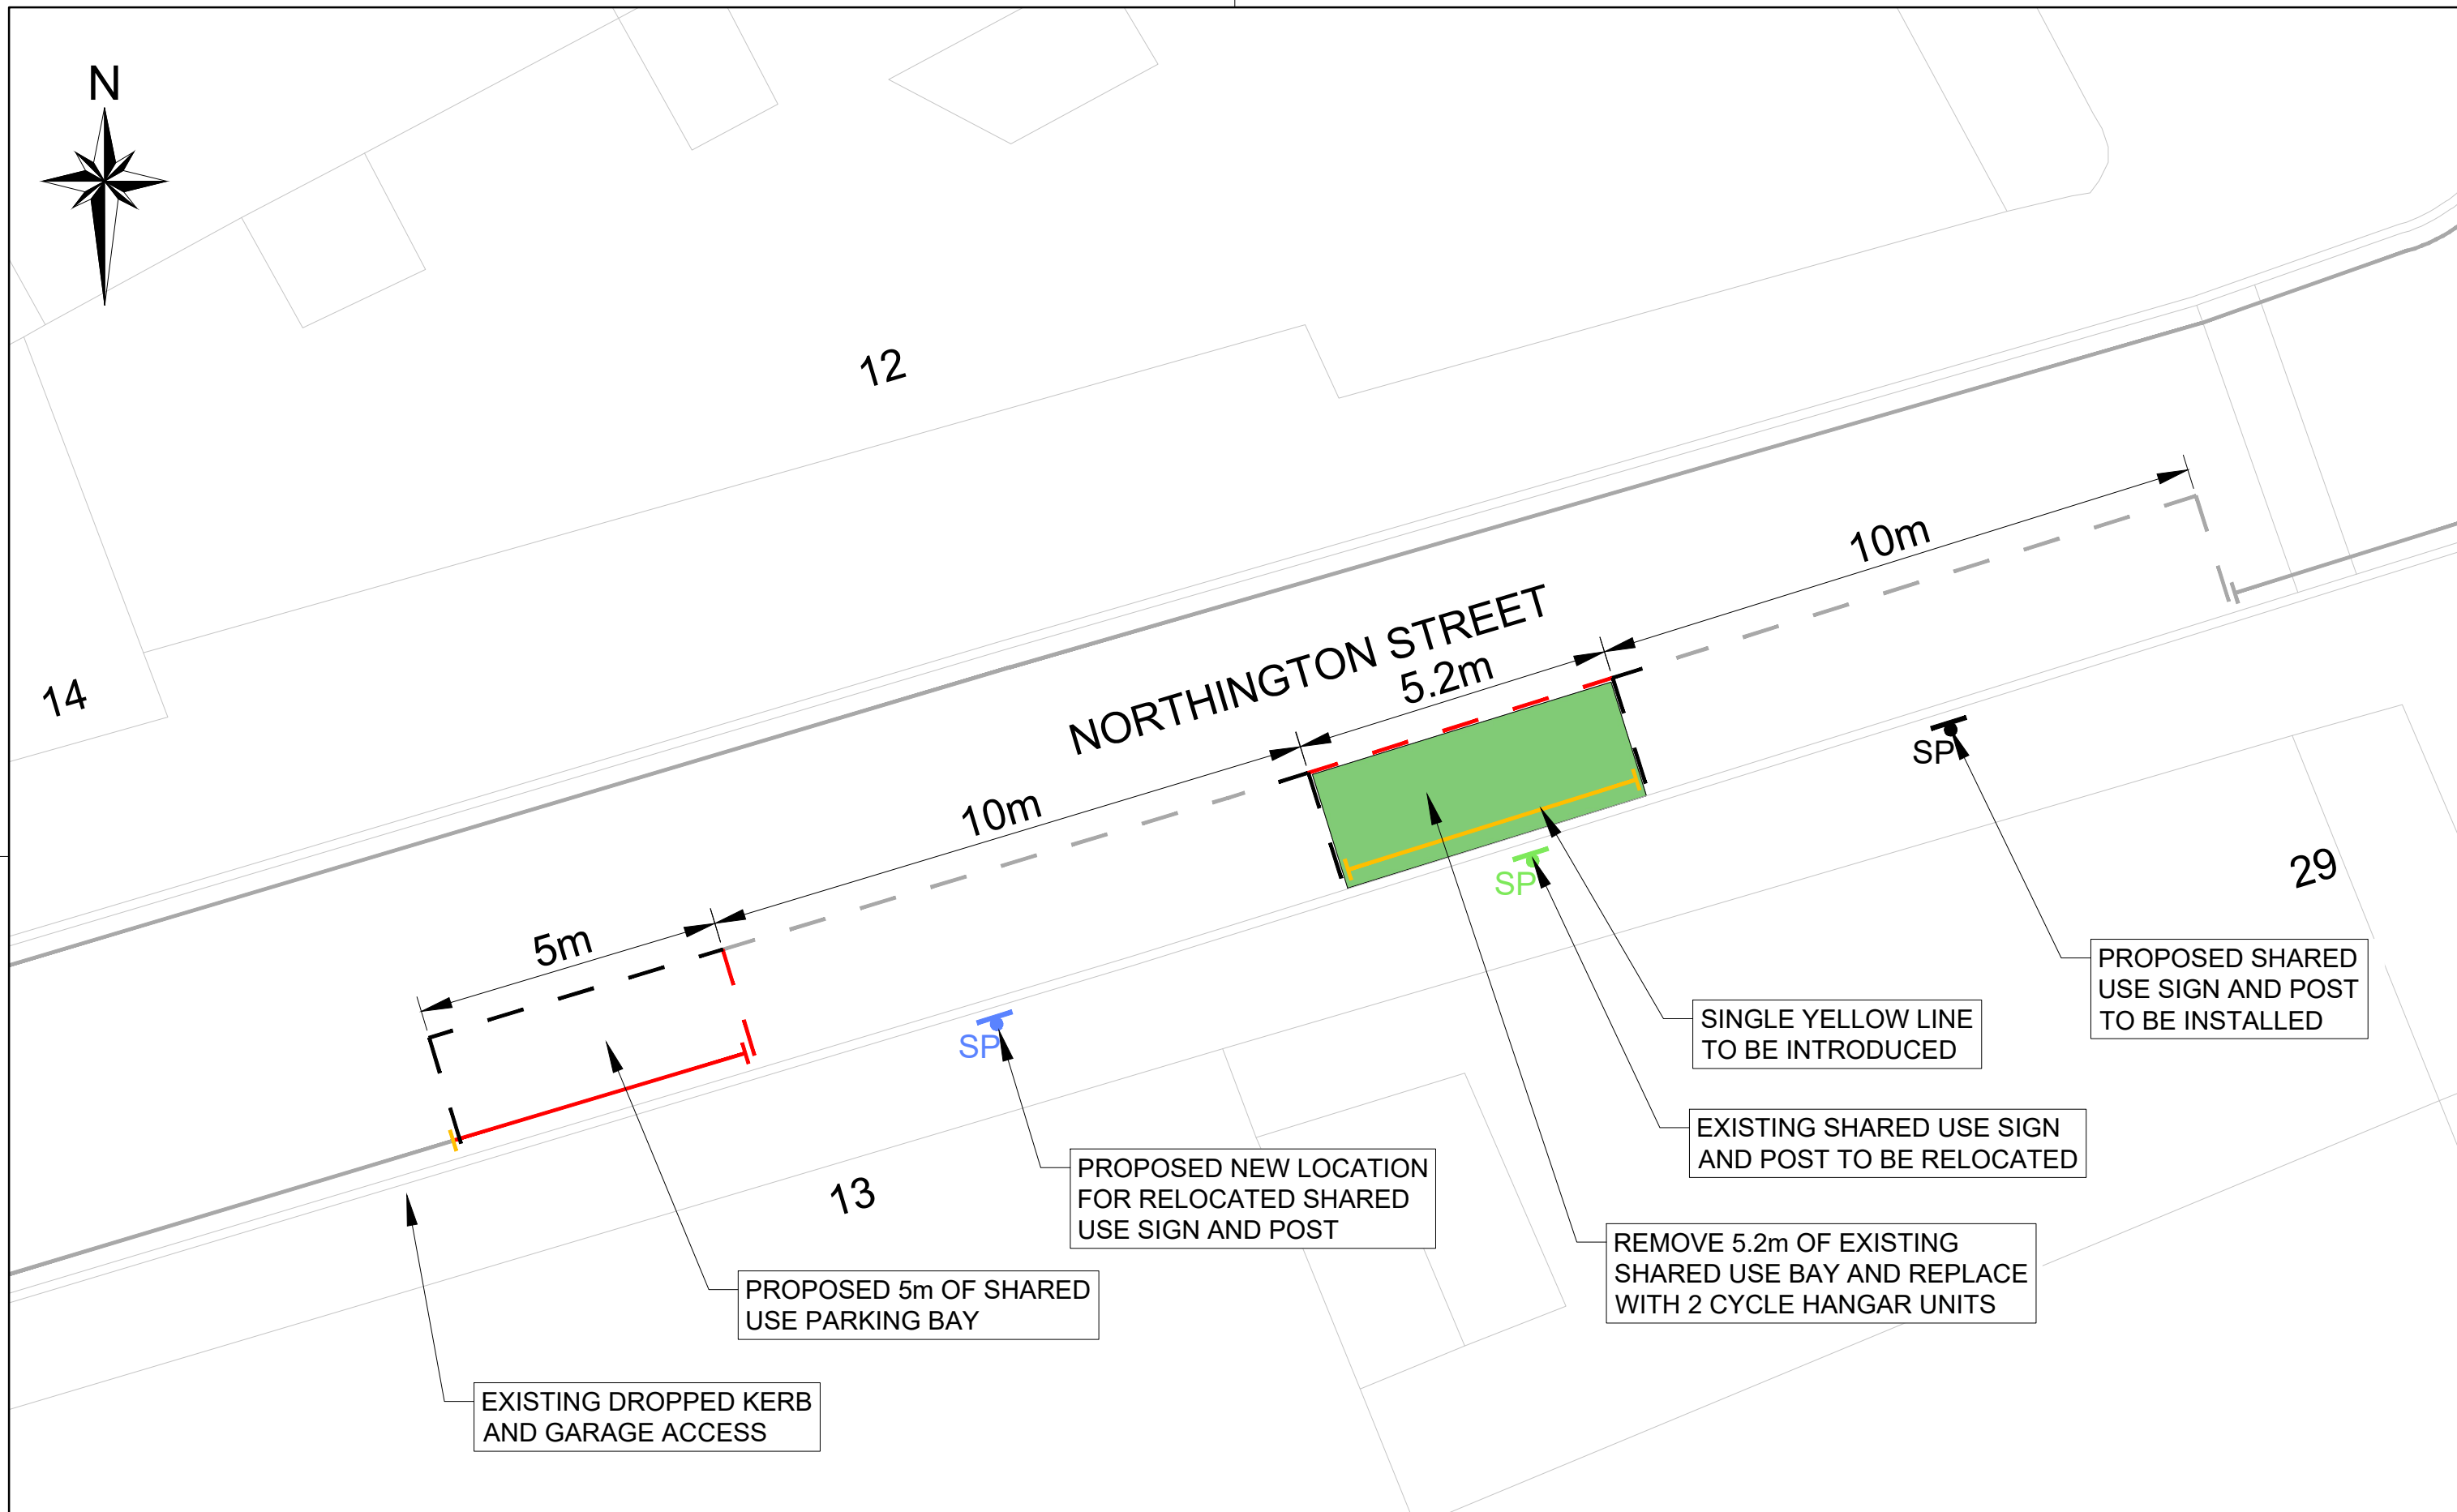 N
12
14
10m
NORTHINGTON STREET
5.2m
10m
5m
SP
SP
SP
29
13
PROPOSED SHARED
USE SIGN AND POST
TO BE INSTALLED
SINGLE YELLOW LINE
TO BE INTRODUCED
EXISTING SHARED USE SIGN
AND POST TO BE RELOCATED
PROPOSED NEW LOCATION
FOR RELOCATED SHARED
USE SIGN AND POST
REMOVE 5.2m OF EXISTING
SHARED USE BAY AND REPLACE
WITH 2 CYCLE HANGAR UNITS
PROPOSED 5m OF SHARED
USE PARKING BAY
EXISTING DROPPED KERB
AND GARAGE ACCESS